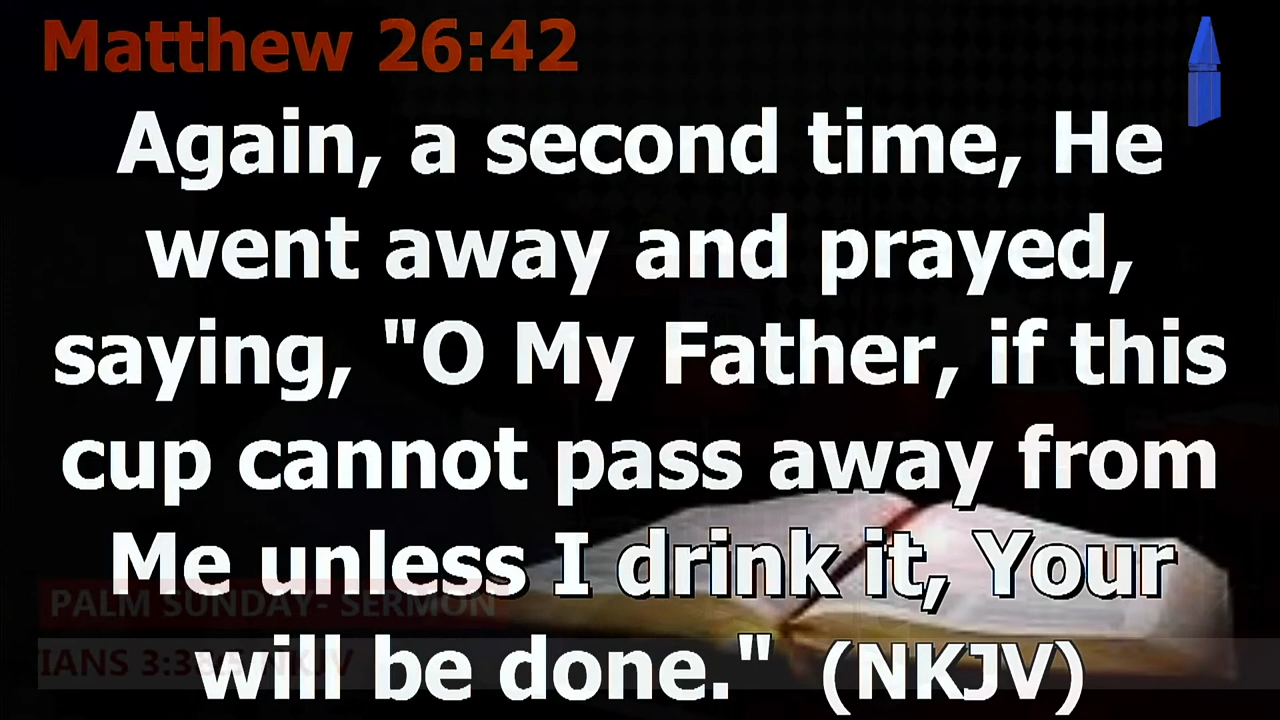 Matthew 26:42
Again, a second time, He
went away and prayed,
saying, "O My Father, if this
cup cannot pass away from
Me unless I drink it, Your
will be done." (NKJV)
PALM SUNDAY- SERMON
NKJV